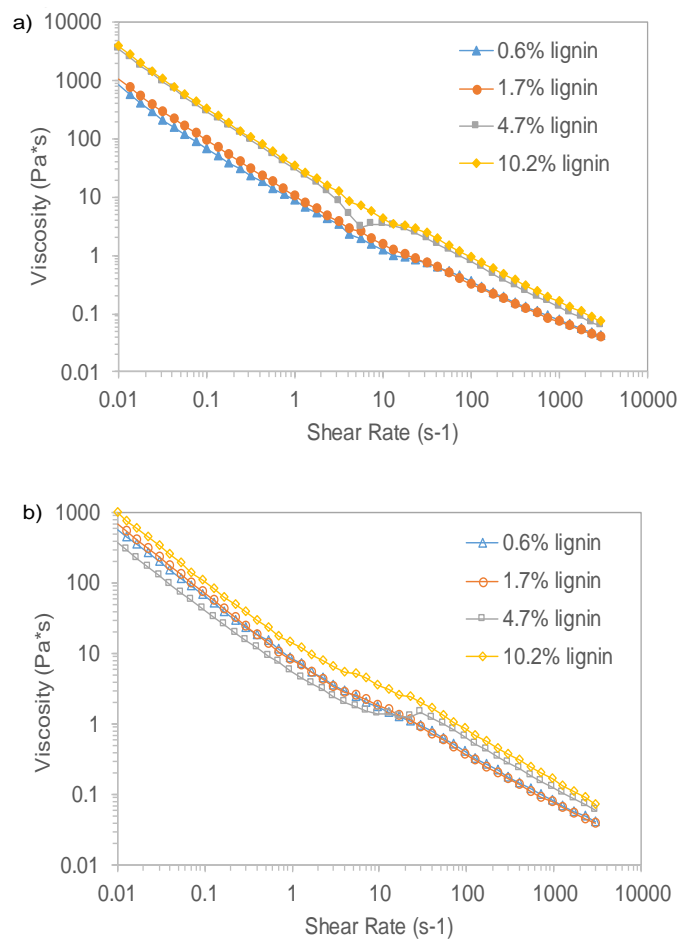 a)
10000
1000
100
10
1
0.1
0.01
Viscosity (Pa*s)
0.6% lignin
1.7% lignin
4.7% lignin
10.2% lignin
0.01 0.1 1 10 100 1000 10000
Shear Rate (s-1)
b)
1000
100
10
1
0.1
0.01
Viscosity (Pa*s)
0.6% lignin
1.7% lignin
4.7% lignin
10.2% lignin
0.01 0.1 1 10 100 1000 10000
Shear Rate (s-1)